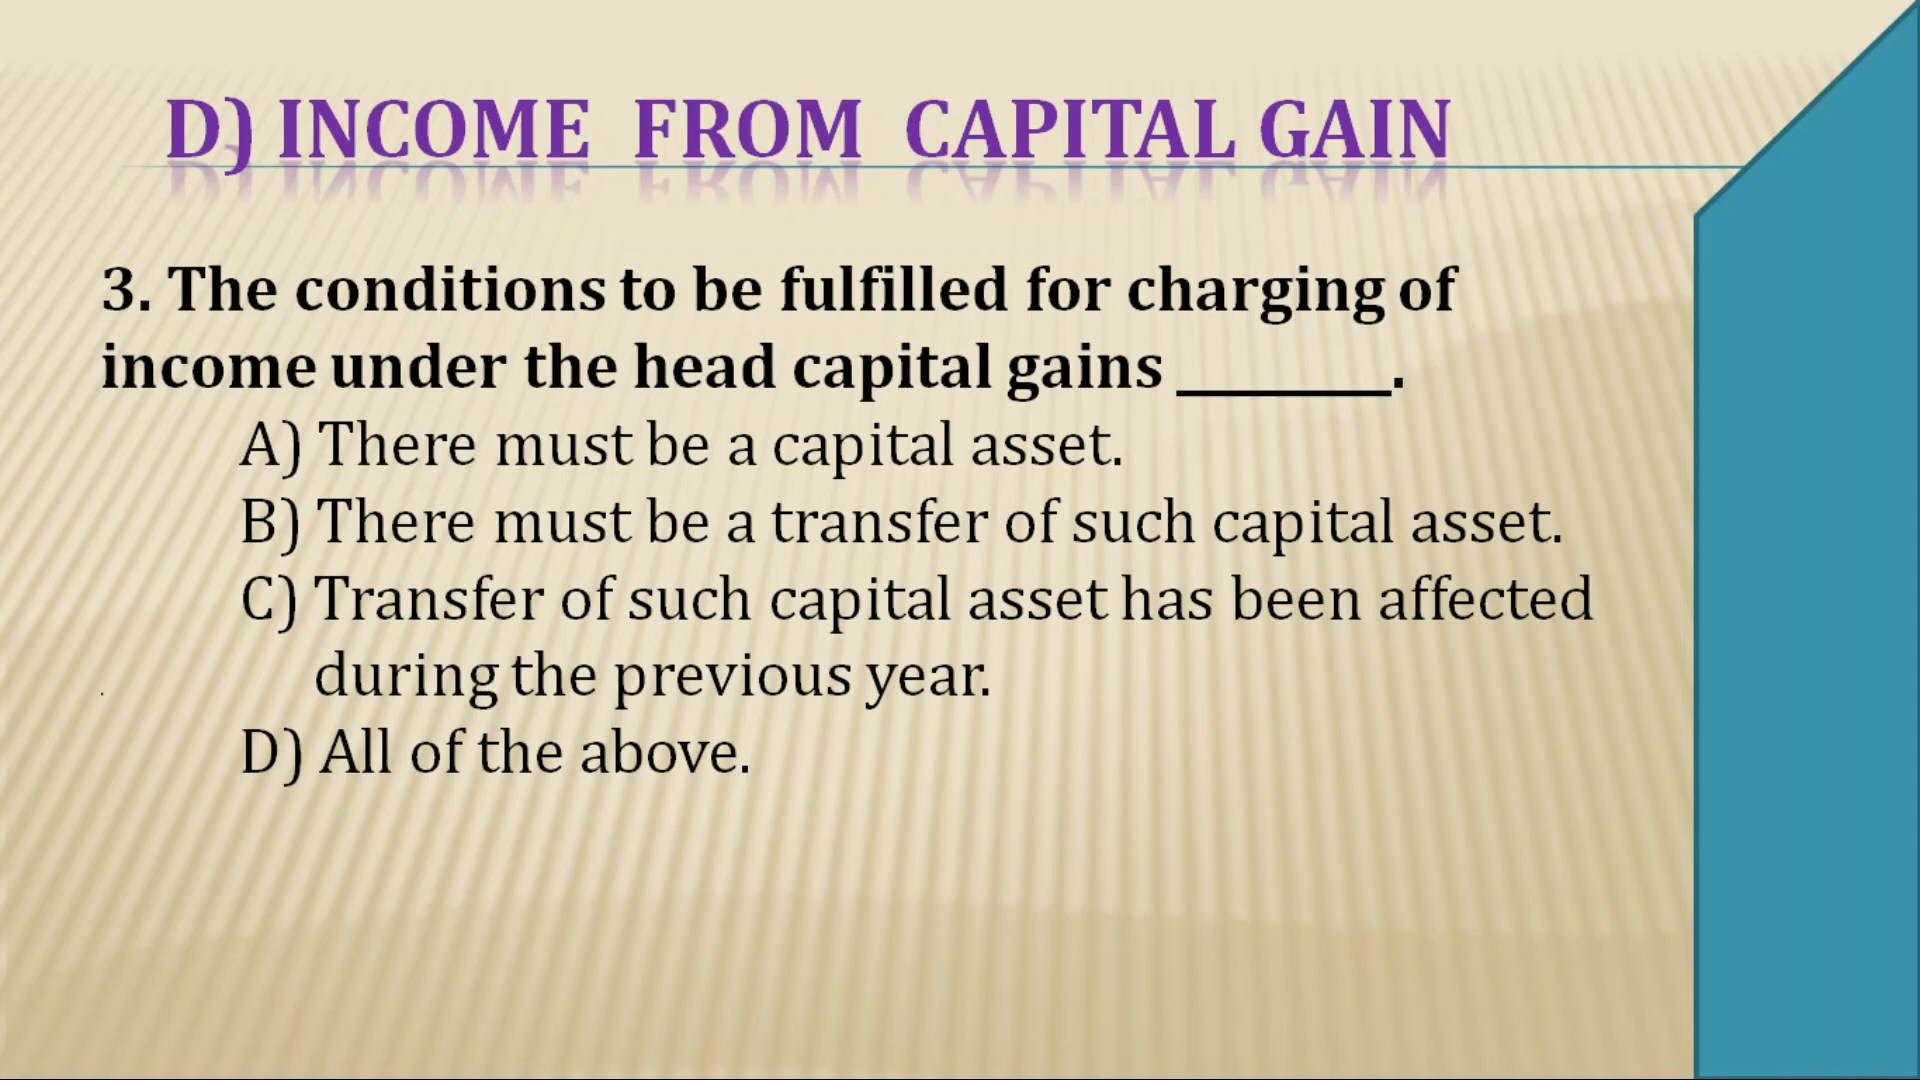 D) INCOME FROM CAPITAL GAIN
3. The conditions to be fulfilled for charging of
income under the head capital gains ________.
A) There must be a capital asset.
B) There must be a transfer of such capital asset.
C) Transfer of such capital asset has been affected
during the previous year.
.
D) All of the above.